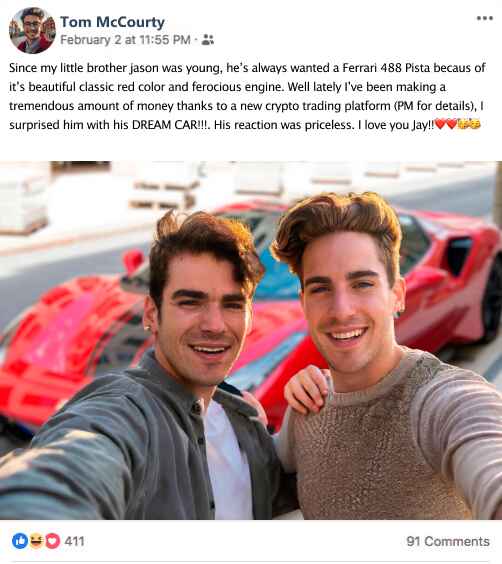 Tom McCourty
February 2 at 11:55 PM ·
Since my little brother jason was young, he's always wanted a Ferrari 488 Pista becaus of
it's beautiful classic red color and ferocious engine. Well lately I've been making a
tremendous amount of money thanks to a new crypto trading platform (PM for details), I
surprised him with his DREAM CAR!!!. His reaction was priceless. I love you Jay!!❤️❤️🥳🥳
411
91 Comments